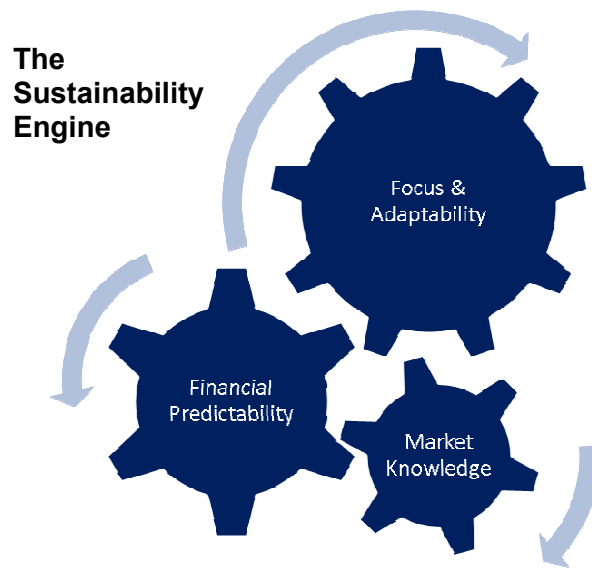 The
Sustainability
Engine
Focus &
Adaptability
Financial
Predictability
Market
Knowledge